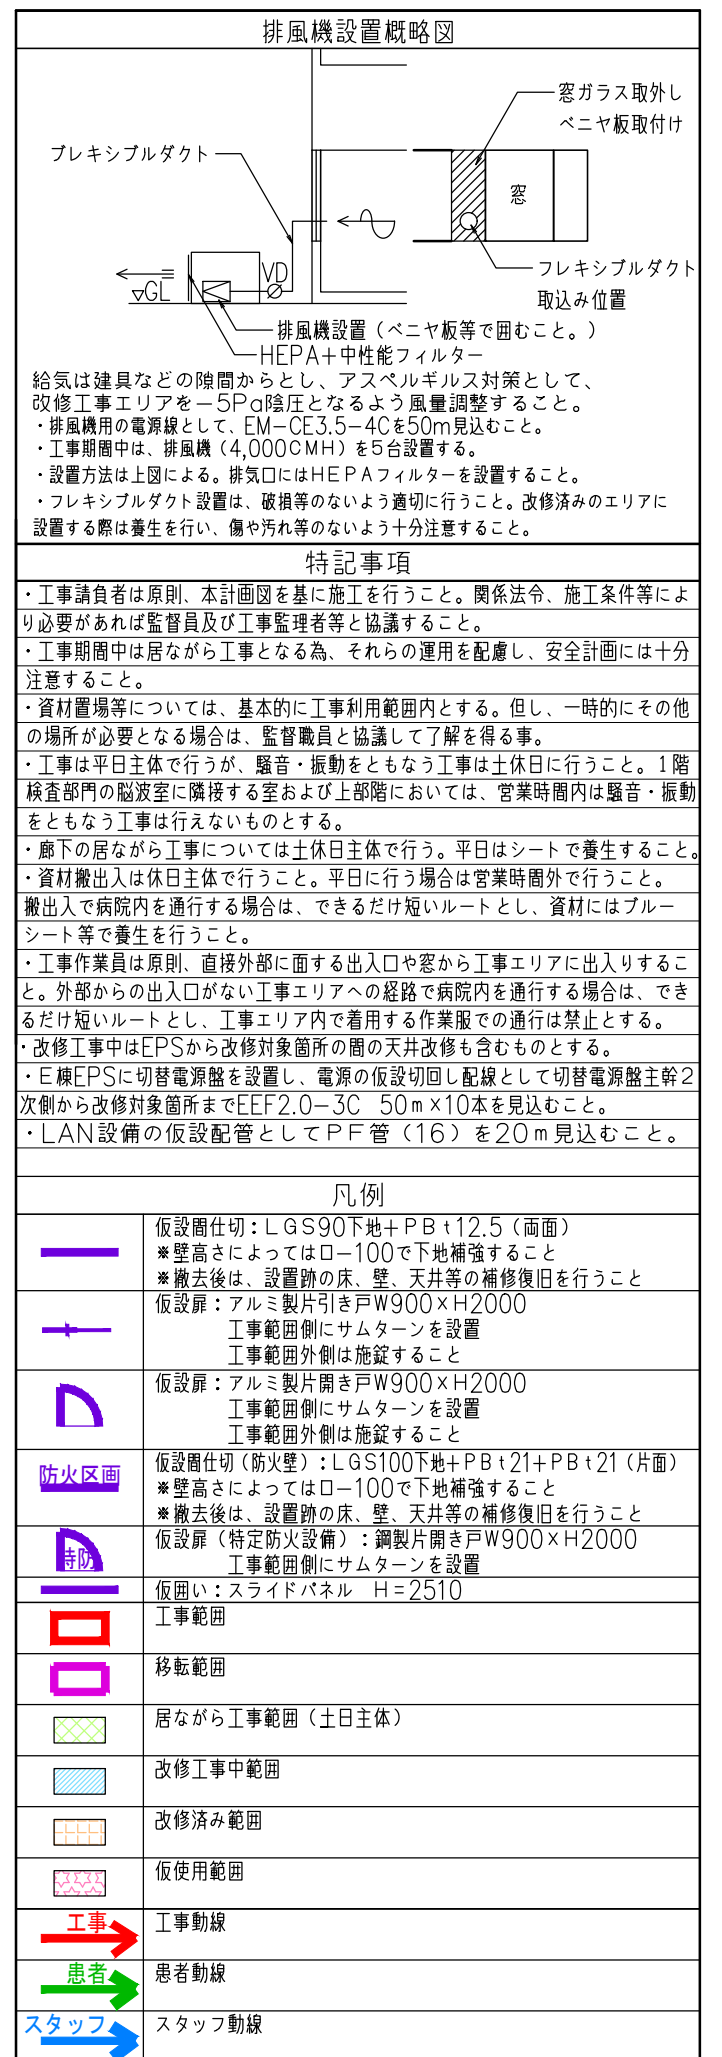 排風機設置概略図
窓ガラス取外し
ベニヤ板取付け
フレキシブルダクト
窓
フレキシブルダクト
取込み位置
VD
▽GL
排風機設置（ベニヤ板等で囲むこと。）
HEPA＋中性能フィルター
給気は建具などの隙間からとし、アスペルギルス対策として、
改修工事エリアを－5Pa陰圧となるよう風量調整すること。
・排風機用の電源線として、EM－CE3.5－4Cを50m見込むこと。
・工事期間中は、排風機（4,000CMH）を5台設置する。
・設置方法は上図による。排気口にはHEPAフィルターを設置すること。
・フレキシブルダクト設置は、破損等のないよう適切に行うこと。改修済みのエリアに
設置する際は養生を行い、傷や汚れ等のないよう十分注意すること。
特記事項
・工事請負者は原則、本計画図を基に施工を行うこと。関係法令、施工条件等によ
り必要があれば監督員及び工事監理者等と協議すること。
・工事期間中は居ながら工事となる為、それらの運用を配慮し、安全計画には十分
注意すること。
・資材置場等については、基本的に工事利用範囲内とする。但し、一時的にその他
の場所が必要となる場合は、監督職員と協議して了解を得る事。
・工事は平日主体で行うが、騒音・振動をともなう工事は土休日に行うこと。1階
検査部門の脳波室に隣接する室および上部階においては、営業時間内は騒音・振動
をともなう工事は行えないものとする。
・廊下の居ながら工事については土休日主体で行う。平日はシートで養生すること。
・資材搬出入は休日主体で行うこと。平日に行う場合は営業時間外で行うこと。
搬出入で病院内を通行する場合は、できるだけ短いルートとし、資材にはブルー
シート等で養生を行うこと。
・工事作業員は原則、直接外部に面する出入口や窓から工事エリアに出入りするこ
と。外部からの出入口がない工事エリアへの経路で病院内を通行する場合は、でき
るだけ短いルートとし、工事エリア内で着用する作業服での通行は禁止とする。
・改修工事中はEPSから改修対象箇所の間の天井改修も含むものとする。
・E棟EPSに切替電源盤を設置し、電源の仮設切回し配線として切替電源盤主幹2
次側から改修対象箇所までEEF2.0－3C　50m×10本を見込むこと。
・LAN設備の仮設配管としてPF管（16）を20m見込むこと。
凡例
仮設間仕切：LGS90下地＋PBt12.5（両面）
※壁高さによっては口－100で下地補強すること
※撤去後は、設置跡の床、壁、天井等の補修復旧を行うこと
仮設扉：アルミ製片引き戸W900×H2000
工事範囲側にサムターンを設置
工事範囲外側は施錠すること
仮設扉：アルミ製片開き戸W900×H2000
工事範囲側にサムターンを設置
工事範囲外側は施錠すること
防火区画
仮設間仕切（防火壁）：LGS100下地＋PBt21＋PBt21（片面）
※壁高さによっては口－100で下地補強すること
※撤去後は、設置跡の床、壁、天井等の補修復旧を行うこと
特防
仮設扉（特定防火設備）：鋼製片開き戸W900×H2000
工事範囲側にサムターンを設置
仮囲い：スライドパネル　H＝2510
工事範囲
移転範囲
居ながら工事範囲（土日主体）
改修工事中範囲
改修済み範囲
仮使用範囲
工事
工事動線
患者
患者動線
スタッフ
スタッフ動線